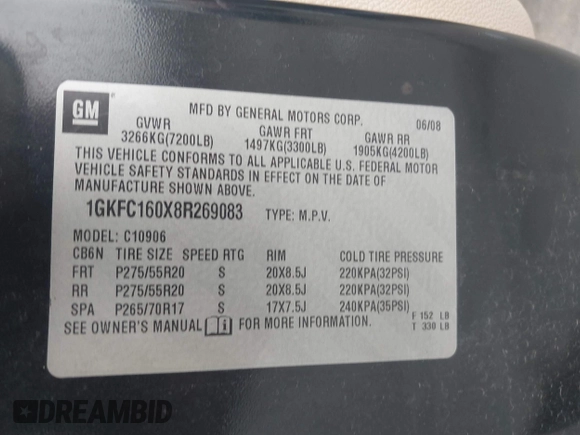 GM
MFD BY GENERAL MOTORS CORP. 06/08
GVWR GAWR FRT GAWR RR
3266KG(7200LB) 1497KG(3300LB) 1905KG(4200LB)
THIS VEHICLE CONFORMS TO ALL APPLICABLE U.S. FEDERAL MOTOR
VEHICLE SAFETY STANDARDS IN EFFECT ON THE DATE OF
MANUFACTURE SHOWN ABOVE.
1GKFC160X8R269083 TYPE: M.P.V.
MODEL: C10906
CB6N TIRE SIZE SPEED RTG RIM COLD TIRE PRESSURE
FRT P275/55R20 S 20X8.5J 220KPA(32PSI)
RR P275/55R20 S 20X8.5J 220KPA(32PSI)
SPA P265/70R17 S 17X7.5J 240KPA(35PSI)
F 152 LB
T 330 LB
SEE OWNER'S MANUAL i FOR MORE INFORMATION.
DREAMBID